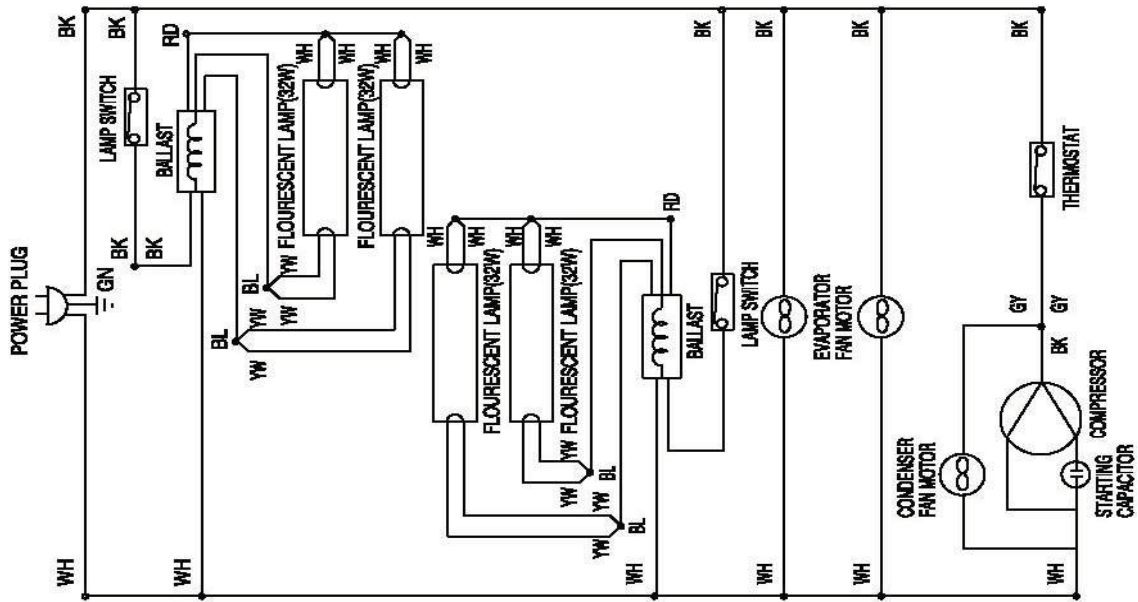 POWER PLUG
GN
BK
BK
BK
BK
BK
BK
BK
BK
LAMP SWITCH
RD
BALLAST
WH
WH
FLOURESCENT LAMP(32W)
WH
WH
FLOURESCENT LAMP(32W)
BL
YW
YW
BL
YW
YW
WH
WH
WH
WH
WH
WH
FLOURESCENT LAMP(32W)
FLOURESCENT LAMP(32W)
RD
YW
YW
BL
YW
YW
BL
BALLAST
LAMP SWITCH
WH
WH
EVAPORATOR
FAN MOTOR
WH
THERMOSTAT
GY
GY
BK
COMPRESSOR
CONDENSER
FAN MOTOR
STARTING
CAPACITOR
WH